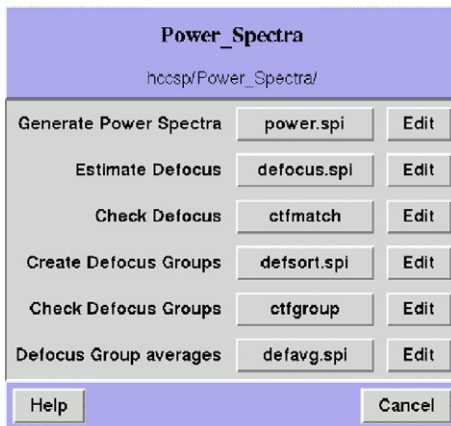 Power_Spectra
hccsp/Power_Spectra/
Generate Power Spectra power.spi Edit
Estimate Defocus defocus.spi Edit
Check Defocus ctfmatch Edit
Create Defocus Groups defsort.spi Edit
Check Defocus Groups ctfgroup Edit
Defocus Group averages defavg.spi Edit
Help Cancel